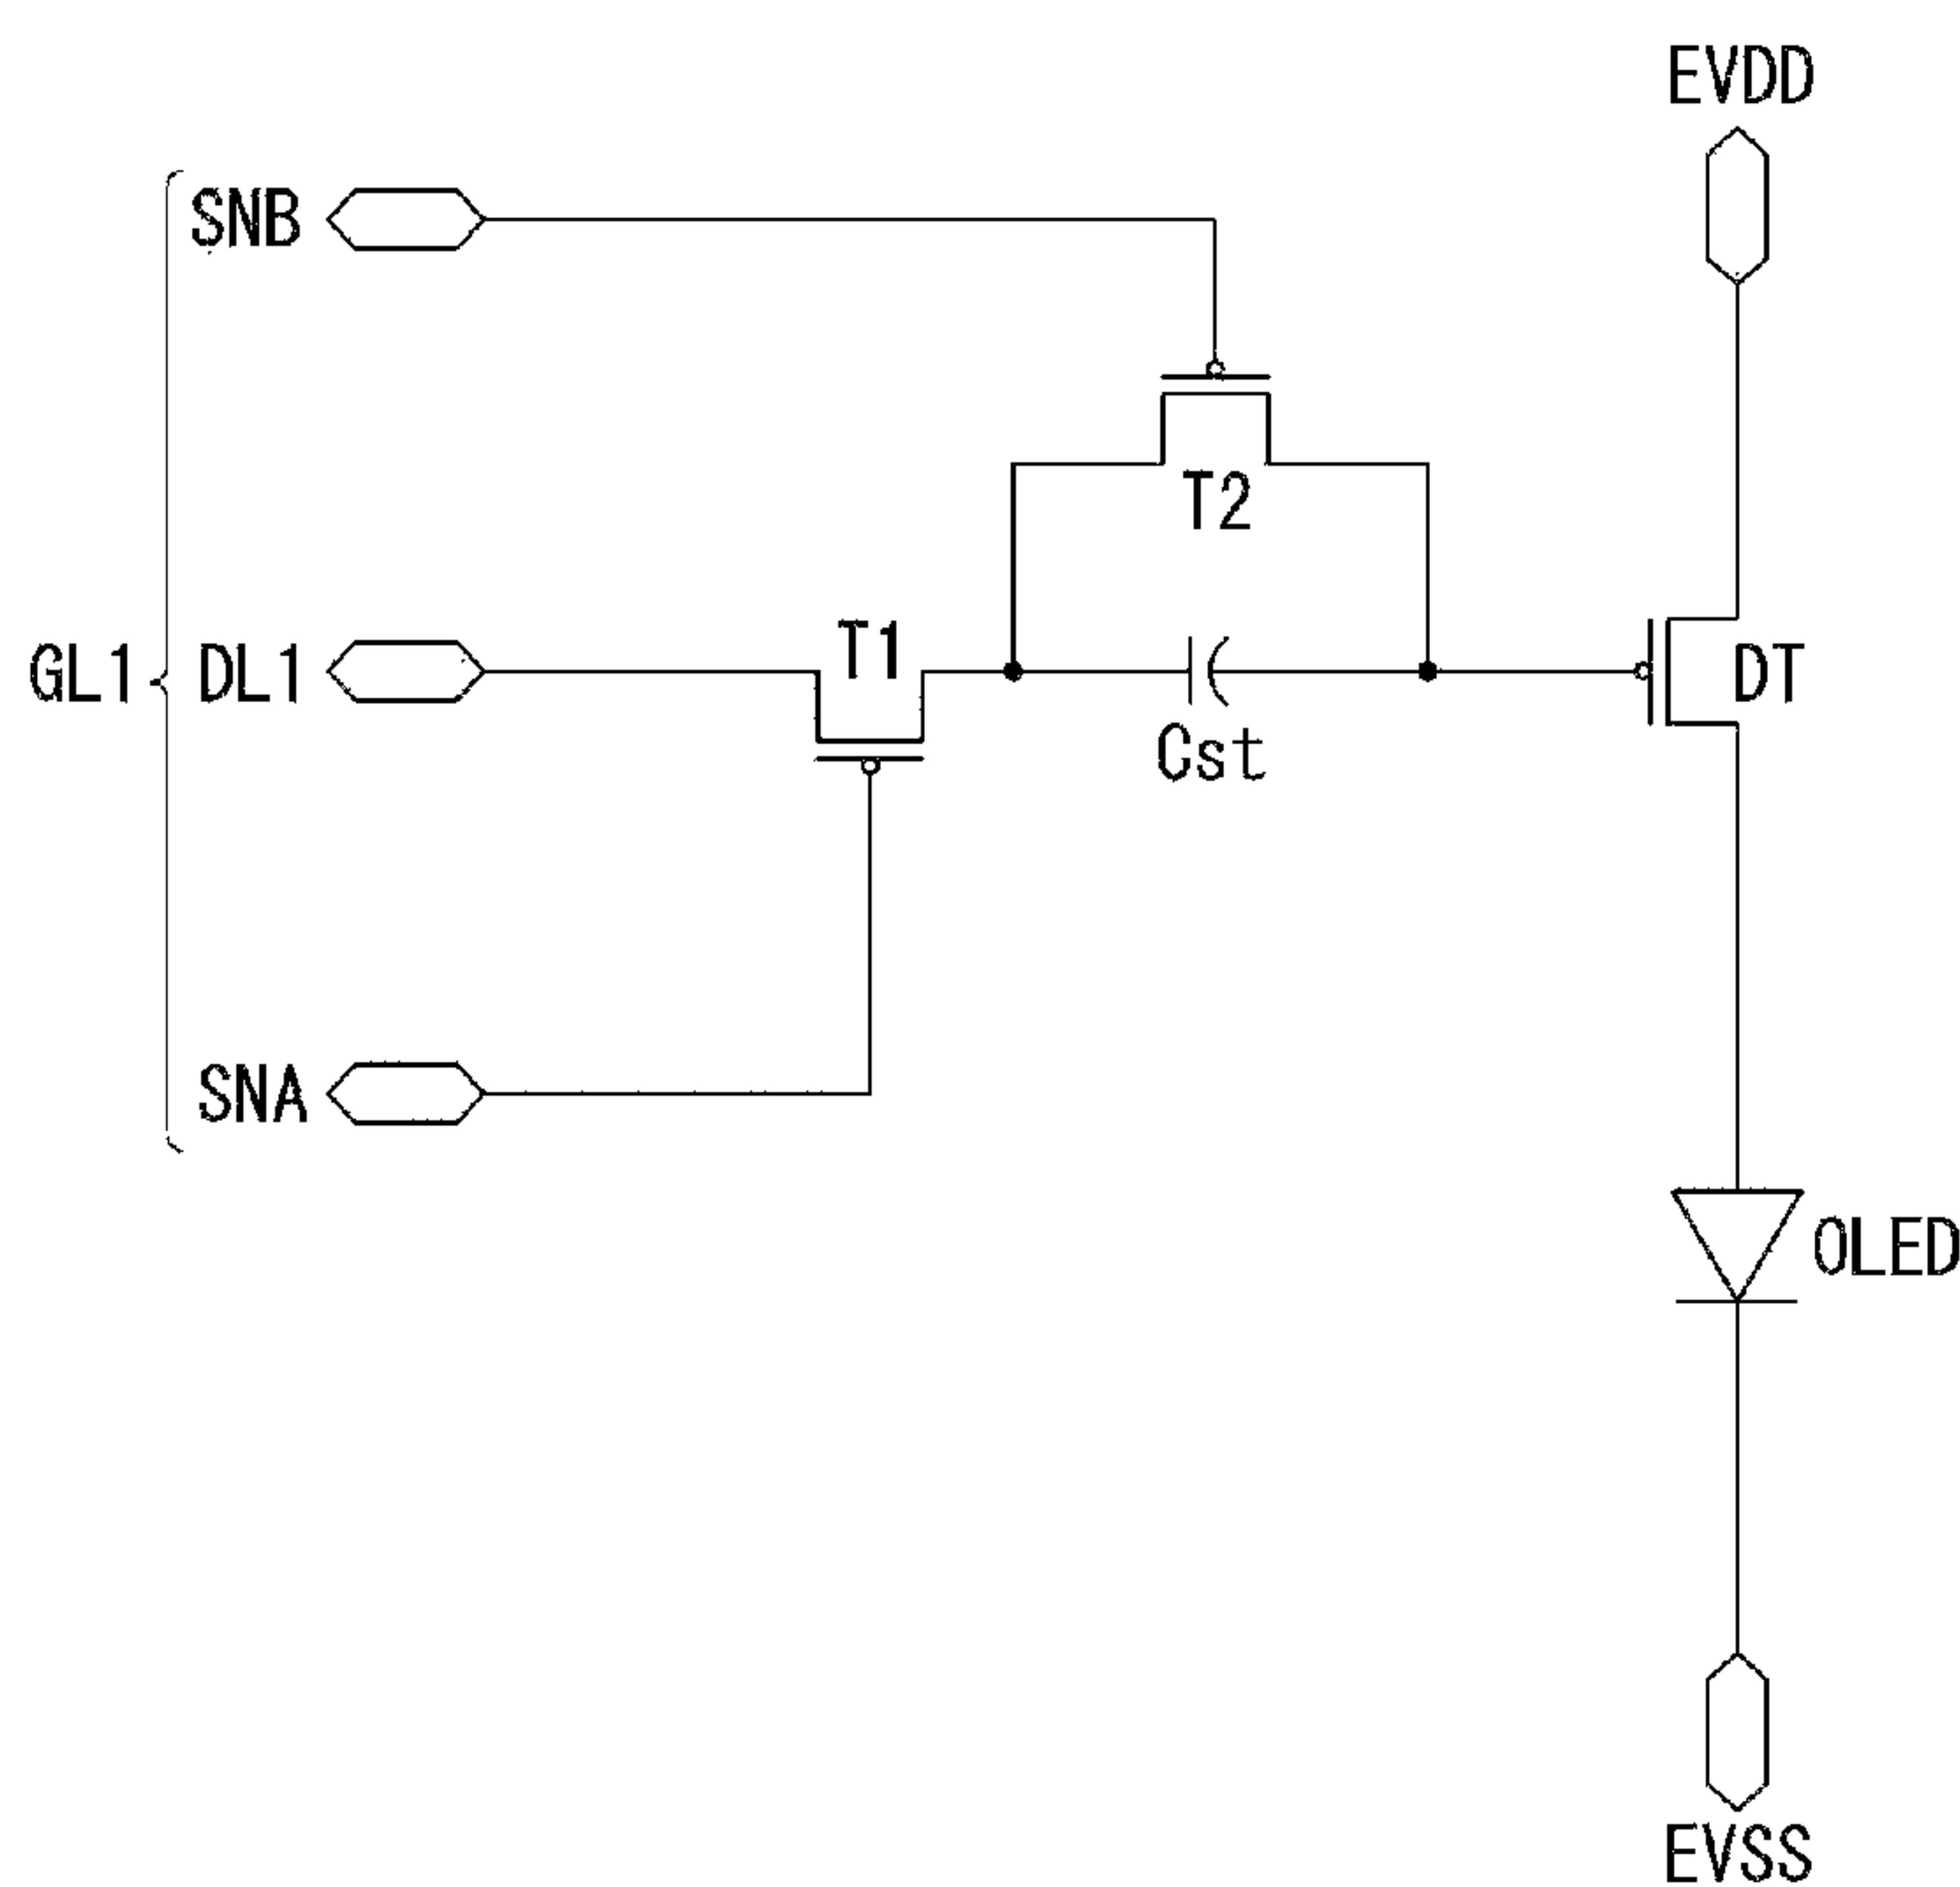 EVDD
SNB
T2
GL1 DL1 T1 DT
Cst
SNA
OLED
EVSS